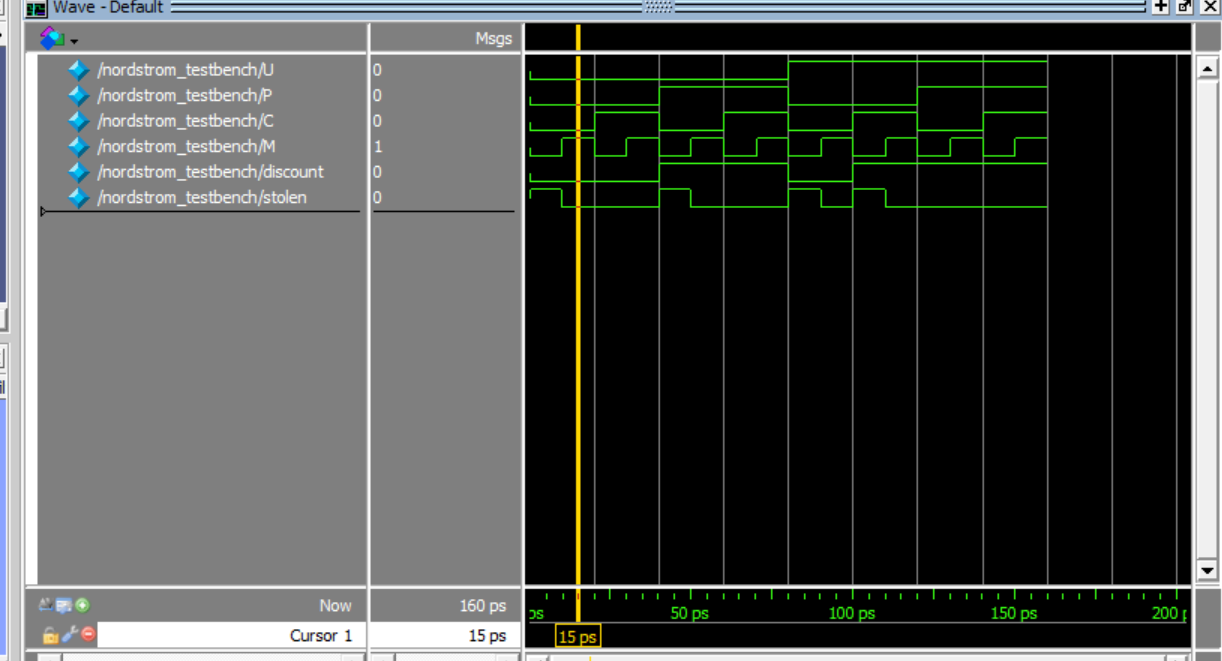 Wave - Default
Msgs
/nordstrom_testbench/U 0
/nordstrom_testbench/P 0
/nordstrom_testbench/C 0
/nordstrom_testbench/M 1
/nordstrom_testbench/discount 0
/nordstrom_testbench/stolen 0
Now 160 ps 50 ps 100 ps 150 ps 200
Cursor 1 15 ps 15 ps